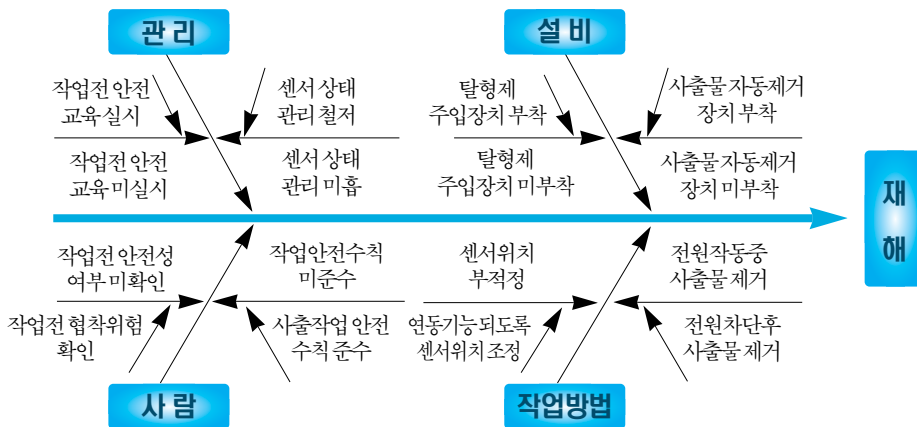 관리
설비
작업전 안전
교육 실시
센서 상태
관리 철저
탈형제
주입장치 부착
사출물 자동제거
장치 부착
작업전 안전
교육 미실시
센서 상태
관리 미흡
탈형제
주입장치 미부착
사출물 자동제거
장치 미부착
재
해
작업전 안전성
여부 미확인
작업안전수칙
미준수
센서위치
부적정
전원작동중
사출물 제거
작업전 협착위험
확인
사출작업 안전
수칙 준수
연동기능 되도록
센서위치 조정
전원차단후
사출물 제거
사람
작업방법